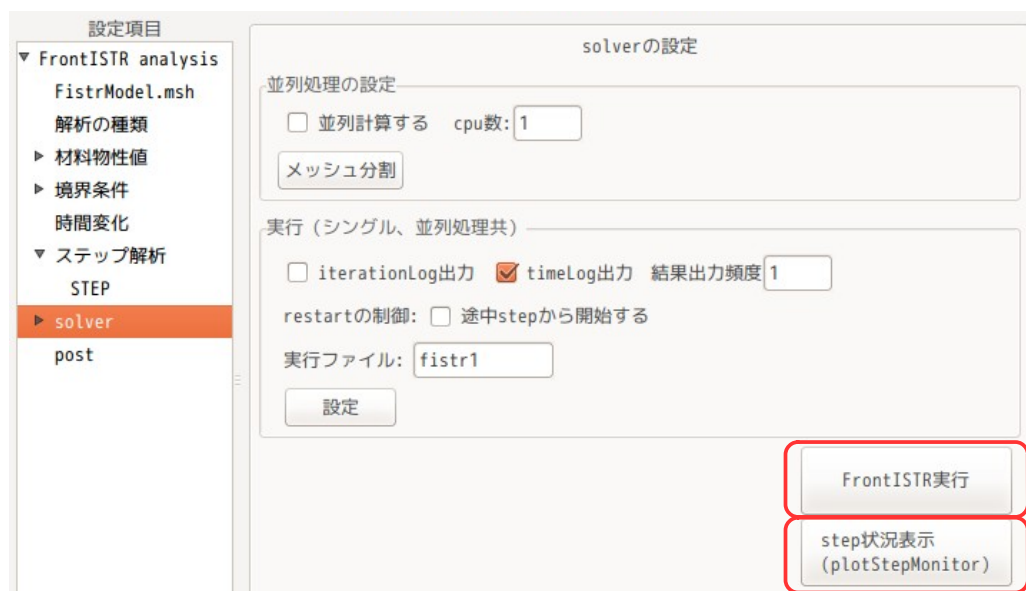 設定項目
FrontISTR analysis
FistrModel.msh
解析の種類
材料物性値
境界条件
時間変化
ステップ解析
STEP
solver
post
solverの設定
並列処理の設定
並列計算する cpu数: 1
メッシュ分割
実行（シングル、並列処理共）
iterationLog出力 timeLog出力 結果出力頻度 1
restartの制御: 途中stepから開始する
実行ファイル: fistr1
設定
FrontISTR実行
step状況表示
(plotStepMonitor)